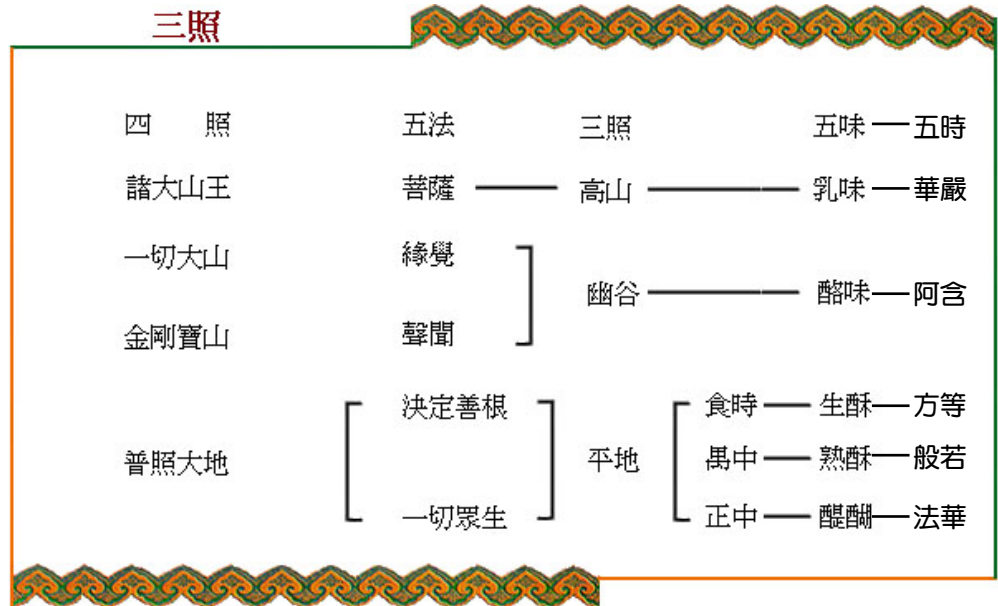 三照
四 照 五法 三照 五味 五時
諸大山王 菩薩 高山 乳味 華嚴
一切大山 緣覺
幽谷 酪味 阿含
金剛寶山 聲聞
決定善根 食時 生酥 方等
普照大地 平地 禺中 熟酥 般若
一切眾生 正中 醍醐 法華